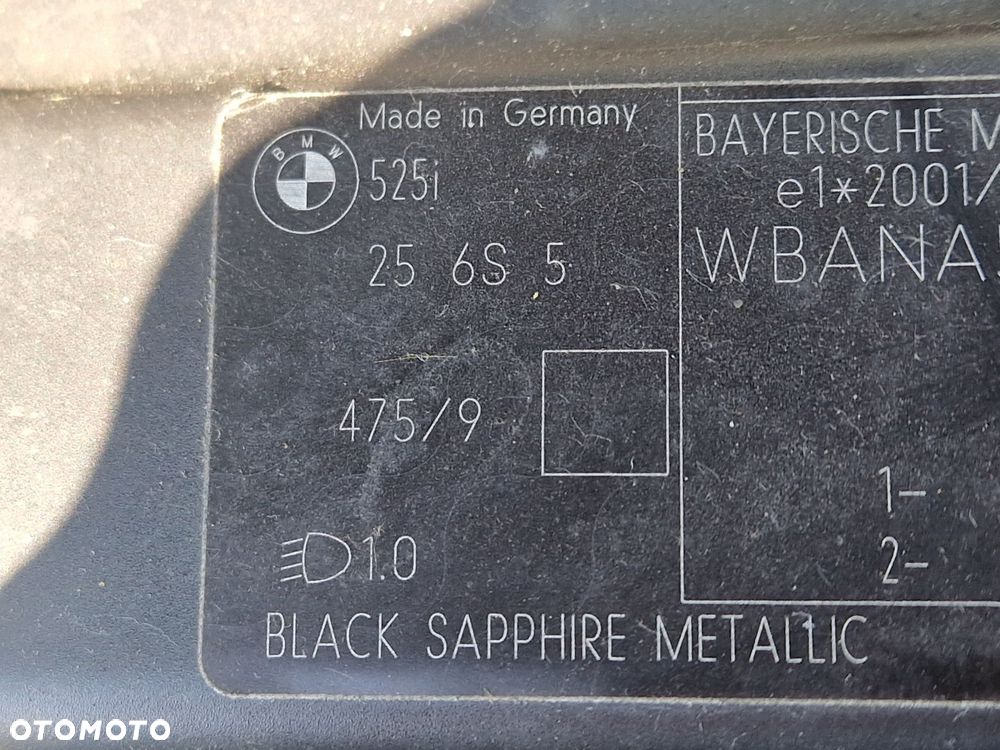 Made in Germany
BMW
525i
25 6S 5
475/9
1.0
BLACK SAPPHIRE METALLIC
BAYERISCHE M
e1*2001/
WBANA
1-
2-
OTOMOTO